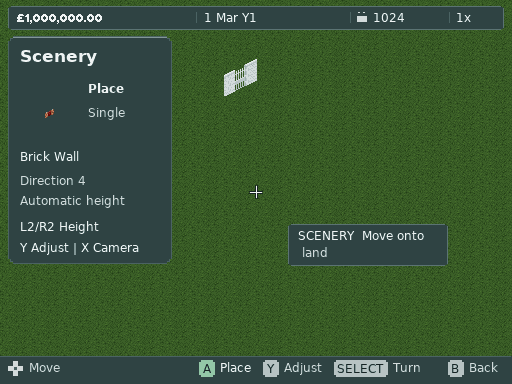 £1,000,000.00 1 Mar Y1 1024 1x
Scenery
Place
Single
Brick Wall
Direction 4
Automatic height
L2/R2 Height
Y Adjust | X Camera
SCENERY Move onto
land
Move A Place Y Adjust SELECT Turn B Back